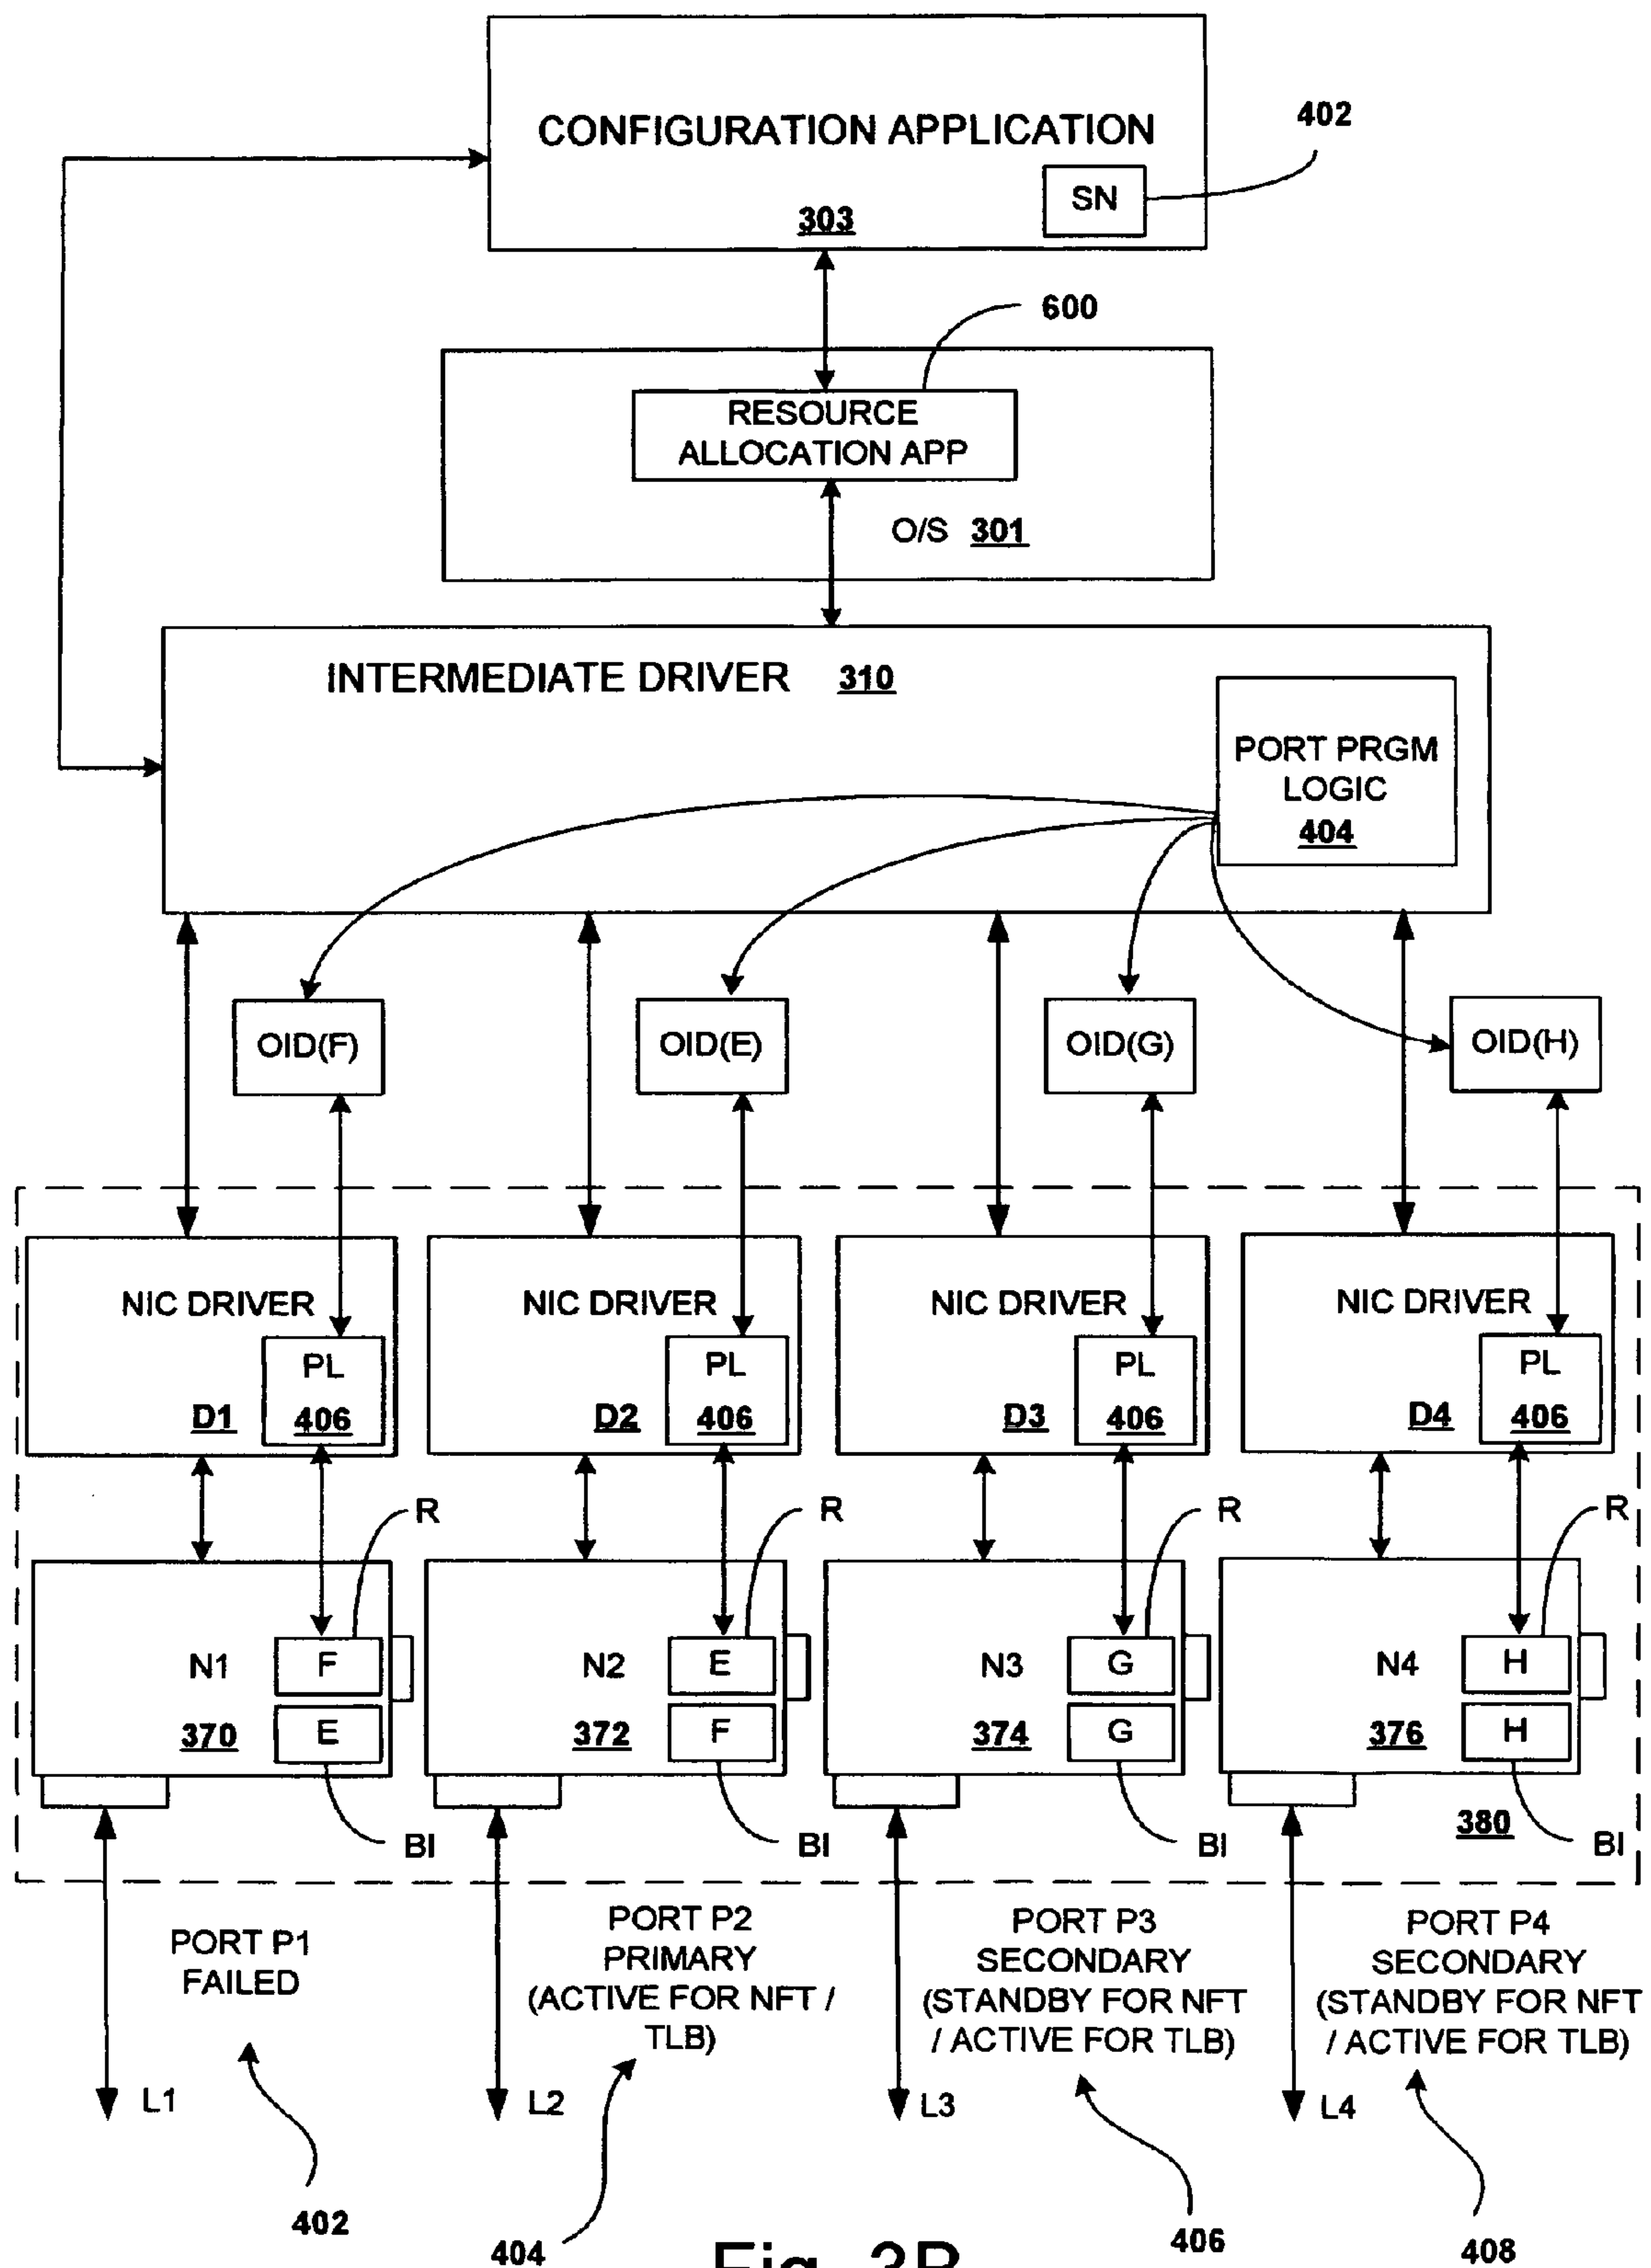 CONFIGURATION APPLICATION
402
SN
303
600
RESOURCE
ALLOCATION APP
O/S 301
INTERMEDIATE DRIVER 310
PORT PRGM
LOGIC
404
OID(F)
OID(E)
OID(G)
OID(H)
NIC DRIVER
PL
D1
406
NIC DRIVER
PL
D2
406
NIC DRIVER
PL
D3
406
NIC DRIVER
PL
D4
406
R
R
R
R
N1
F
370
E
N2
E
372
F
N3
G
374
G
N4
H
376
H
BI
BI
BI
380
BI
PORT P1
FAILED
PORT P2
PRIMARY
(ACTIVE FOR NFT /
TLB)
PORT P3
SECONDARY
(STANDBY FOR NFT
/ ACTIVE FOR TLB)
PORT P4
SECONDARY
(STANDBY FOR NFT
/ ACTIVE FOR TLB)
L1
L2
L3
L4
402
404
406
408
Fig. 3B